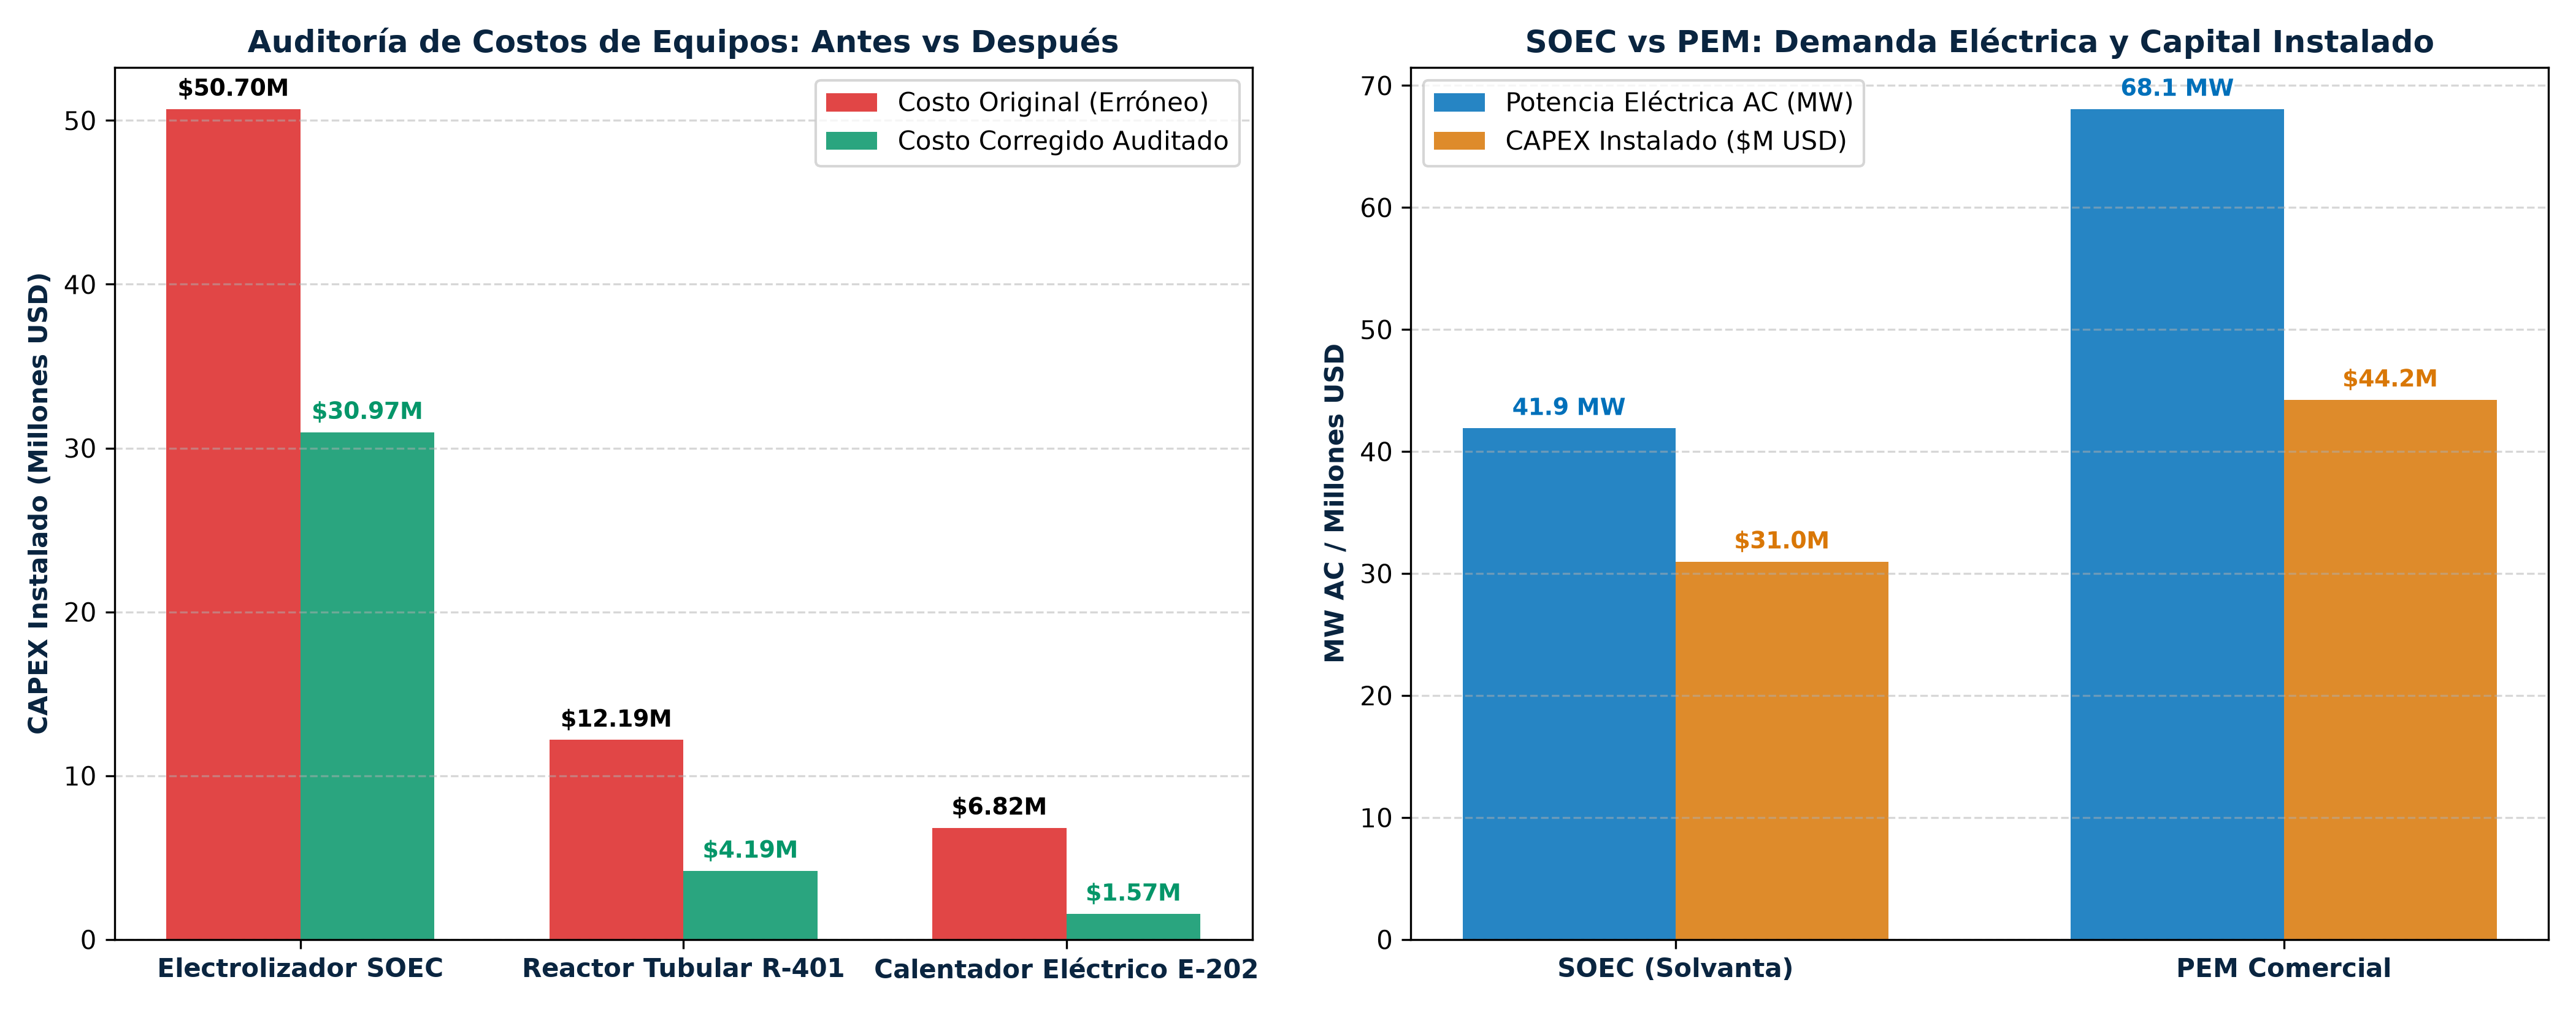 Auditoría de Costos de Equipos: Antes vs Después
CAPEX Instalado (Millones USD)
50
40
30
20
10
0
Costo Original (Erróneo)
Costo Corregido Auditado
$50.70M
$30.97M
$12.19M
$4.19M
$6.82M
$1.57M
Electrolizador SOEC
Reactor Tubular R-401
Calentador Eléctrico E-202
SOEC vs PEM: Demanda Eléctrica y Capital Instalado
MW AC / Millones USD
70
60
50
40
30
20
10
0
Potencia Eléctrica AC (MW)
CAPEX Instalado ($M USD)
41.9 MW
$31.0M
68.1 MW
$44.2M
SOEC (Solvanta)
PEM Comercial